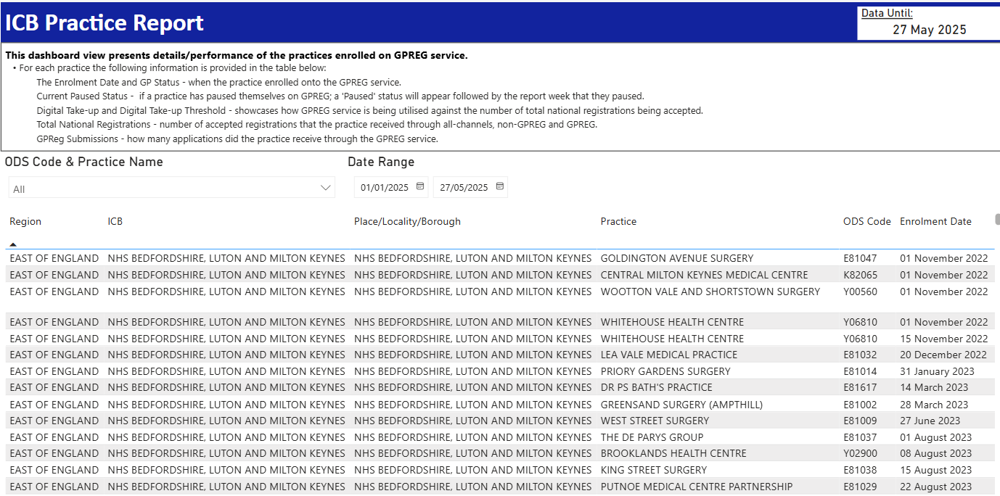 ICB Practice Report
Data Until:
27 May 2025
This dashboard view presents details/performance of the practices enrolled on GPREG service.
• For each practice the following information is provided in the table below:
The Enrolment Date and GP Status - when the practice enrolled onto the GPREG service.
Current Paused Status - if a practice has paused themselves on GPREG; a 'Paused' status will appear followed by the report week that they paused.
Digital Take-up and Digital Take-up Threshold - showcases how GPREG service is being utilised against the number of total national registrations being accepted.
Total National Registrations - number of accepted registrations that the practice received through all-channels, non-GPREG and GPREG.
GPReg Submissions - how many applications did the practice receive through the GPREG service.
ODS Code & Practice Name Date Range
All 01/01/2025 27/05/2025
Region ICB Place/Locality/Borough Practice ODS Code Enrolment Date
EAST OF ENGLAND NHS BEDFORDSHIRE, LUTON AND MILTON KEYNES NHS BEDFORDSHIRE, LUTON AND MILTON KEYNES GOLDINGTON AVENUE SURGERY E81047 01 November 2022
EAST OF ENGLAND NHS BEDFORDSHIRE, LUTON AND MILTON KEYNES NHS BEDFORDSHIRE, LUTON AND MILTON KEYNES CENTRAL MILTON KEYNES MEDICAL CENTRE K82065 01 November 2022
EAST OF ENGLAND NHS BEDFORDSHIRE, LUTON AND MILTON KEYNES NHS BEDFORDSHIRE, LUTON AND MILTON KEYNES WOOTTON VALE AND SHORTSTOWN SURGERY Y00560 01 November 2022
EAST OF ENGLAND NHS BEDFORDSHIRE, LUTON AND MILTON KEYNES NHS BEDFORDSHIRE, LUTON AND MILTON KEYNES WHITEHOUSE HEALTH CENTRE Y06810 01 November 2022
EAST OF ENGLAND NHS BEDFORDSHIRE, LUTON AND MILTON KEYNES NHS BEDFORDSHIRE, LUTON AND MILTON KEYNES WHITEHOUSE HEALTH CENTRE Y06810 15 November 2022
EAST OF ENGLAND NHS BEDFORDSHIRE, LUTON AND MILTON KEYNES NHS BEDFORDSHIRE, LUTON AND MILTON KEYNES LEA VALE MEDICAL PRACTICE E81032 20 December 2022
EAST OF ENGLAND NHS BEDFORDSHIRE, LUTON AND MILTON KEYNES NHS BEDFORDSHIRE, LUTON AND MILTON KEYNES PRIORY GARDENS SURGERY E81014 31 January 2023
EAST OF ENGLAND NHS BEDFORDSHIRE, LUTON AND MILTON KEYNES NHS BEDFORDSHIRE, LUTON AND MILTON KEYNES DR PS BATH'S PRACTICE E81617 14 March 2023
EAST OF ENGLAND NHS BEDFORDSHIRE, LUTON AND MILTON KEYNES NHS BEDFORDSHIRE, LUTON AND MILTON KEYNES GREENSAND SURGERY (AMPTHILL) E81002 28 March 2023
EAST OF ENGLAND NHS BEDFORDSHIRE, LUTON AND MILTON KEYNES NHS BEDFORDSHIRE, LUTON AND MILTON KEYNES WEST STREET SURGERY E81009 27 June 2023
EAST OF ENGLAND NHS BEDFORDSHIRE, LUTON AND MILTON KEYNES NHS BEDFORDSHIRE, LUTON AND MILTON KEYNES THE DE PARYS GROUP E81037 01 August 2023
EAST OF ENGLAND NHS BEDFORDSHIRE, LUTON AND MILTON KEYNES NHS BEDFORDSHIRE, LUTON AND MILTON KEYNES BROOKLANDS HEALTH CENTRE Y02900 08 August 2023
EAST OF ENGLAND NHS BEDFORDSHIRE, LUTON AND MILTON KEYNES NHS BEDFORDSHIRE, LUTON AND MILTON KEYNES KING STREET SURGERY E81038 15 August 2023
EAST OF ENGLAND NHS BEDFORDSHIRE, LUTON AND MILTON KEYNES NHS BEDFORDSHIRE, LUTON AND MILTON KEYNES PUTNOE MEDICAL CENTRE PARTNERSHIP E81029 22 August 2023